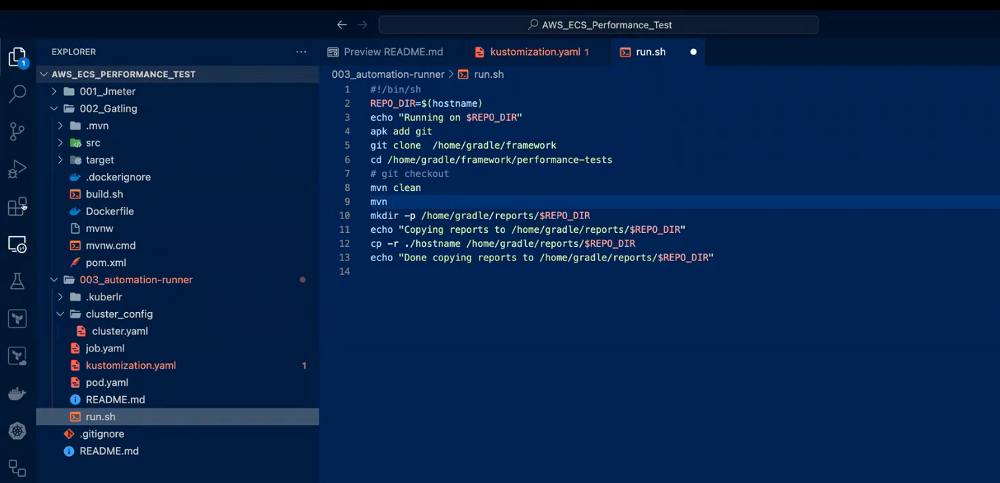 AWS_ECS_Performance_Test
1
EXPLORER
AWS_ECS_PERFORMANCE_TEST
001_Jmeter
002_Gatling
.mvn
src
target
.dockerignore
build.sh
Dockerfile
mvnw
mvnw.cmd
pom.xml
003_automation-runner
.kuberlr
cluster_config
cluster.yaml
job.yaml
kustomization.yaml 1
pod.yaml
README.md
run.sh
.gitignore
README.md
Preview README.md kustomization.yaml 1 run.sh
003_automation-runner > run.sh
1 #!/bin/sh
2 REPO_DIR=$(hostname)
3 echo "Running on $REPO_DIR"
4 apk add git
5 git clone  /home/gradle/framework
6 cd /home/gradle/framework/performance-tests
7 # git checkout
8 mvn clean
9 mvn
10 mkdir -p /home/gradle/reports/$REPO_DIR
11 echo "Copying reports to /home/gradle/reports/$REPO_DIR"
12 cp -r ./hostname /home/gradle/reports/$REPO_DIR
13 echo "Done copying reports to /home/gradle/reports/$REPO_DIR"
14